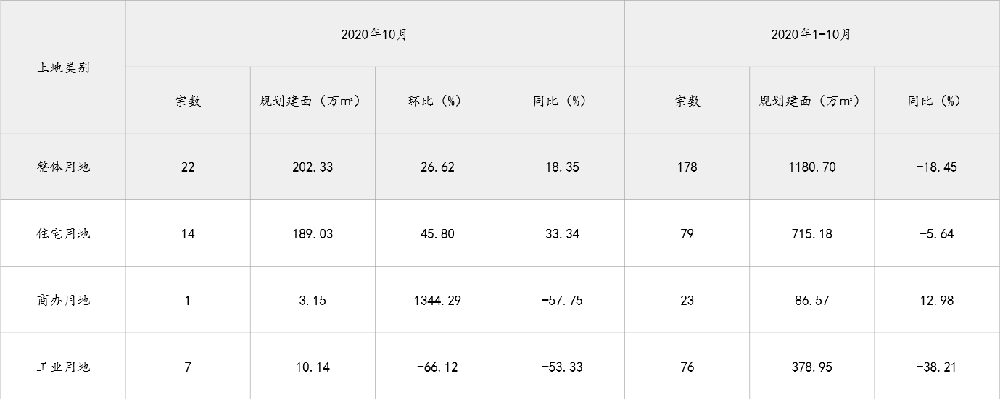 土地类别 2020年10月 2020年1-10月
宗数 规划建面（万㎡） 环比（%） 同比（%） 宗数 规划建面（万㎡） 同比（%）
整体用地 22 202.33 26.62 18.35 178 1180.70 -18.45
住宅用地 14 189.03 45.80 33.34 79 715.18 -5.64
商办用地 1 3.15 1344.29 -57.75 23 86.57 12.98
工业用地 7 10.14 -66.12 -53.33 76 378.95 -38.21